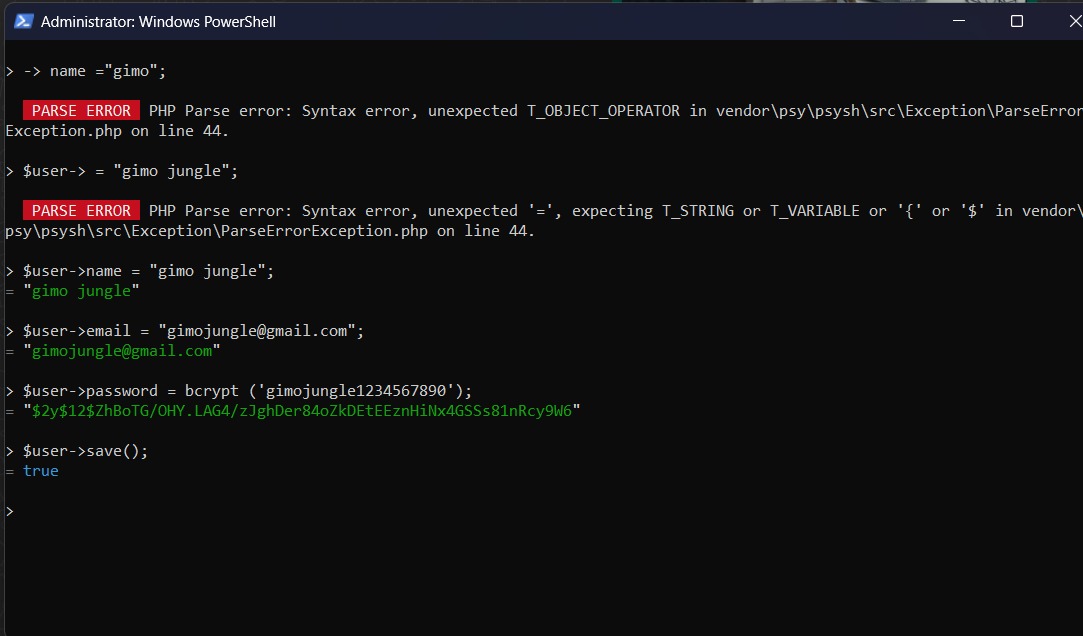 Administrator: Windows PowerShell
> -> name ="gimo";
PARSE ERROR PHP Parse error: Syntax error, unexpected T_OBJECT_OPERATOR in vendor\psy\psysh\src\Exception\ParseError
Exception.php on line 44.
> $user-> = "gimo jungle";
PARSE ERROR PHP Parse error: Syntax error, unexpected '=', expecting T_STRING or T_VARIABLE or '{' or '$' in vendor\
psy\psysh\src\Exception\ParseErrorException.php on line 44.
> $user->name = "gimo jungle";
= "gimo jungle"
> $user->email = "gimojungle@gmail.com";
= "gimojungle@gmail.com"
> $user->password = bcrypt ('gimojungle1234567890');
= "$2y$12$ZhBoTG/OHY.LAG4/zJghDer84oZkDEtEEznHiNx4GSSs81nRcy9W6"
> $user->save();
= true
>